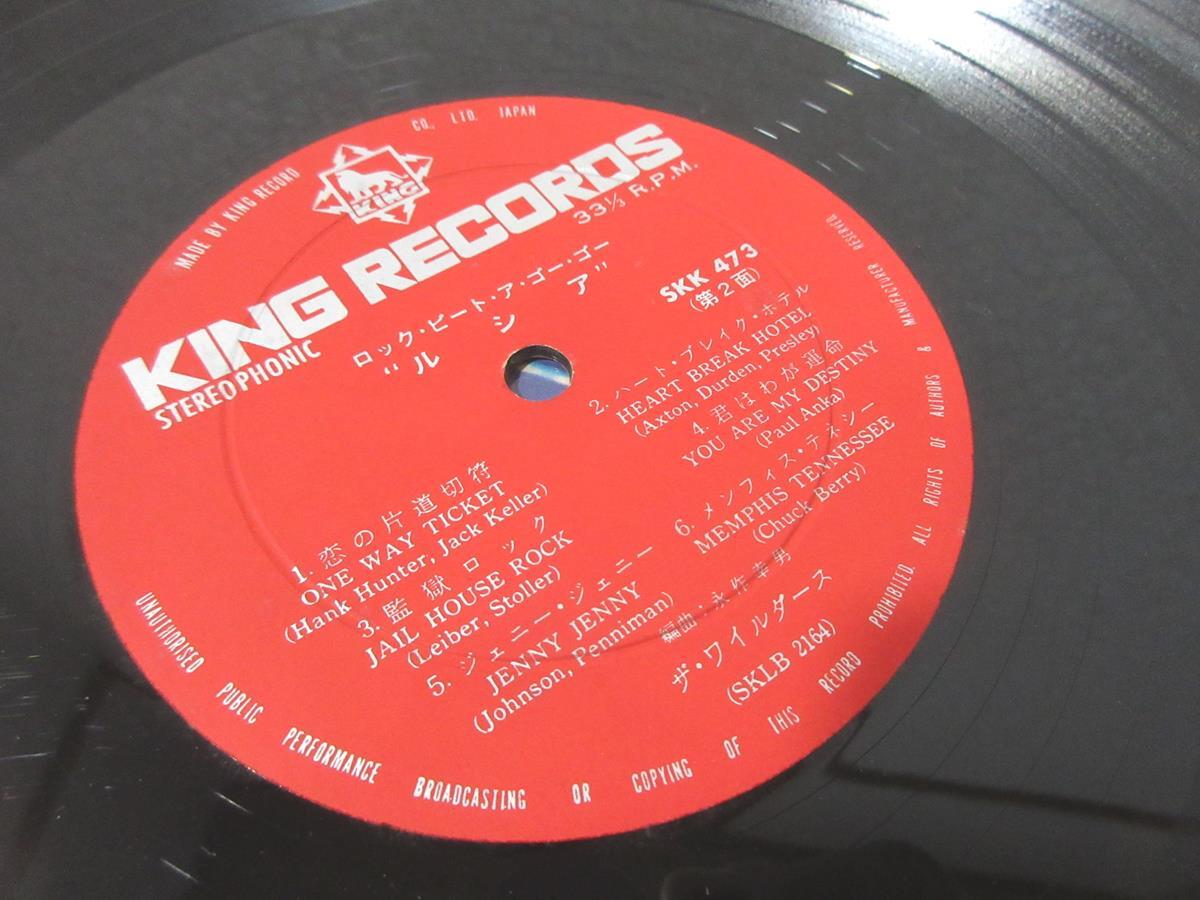 MADE BY KING RECORD CO., LTD. JAPAN
KING
KING RECORDS
STEREOPHONIC
33⅓ R.P.M.
ロック・ビート・ア・ゴー・ゴー
“ルシア”
SKK 473
(第2面)
1. 恋の片道切符
ONE WAY TICKET
(Hank Hunter, Jack Keller)
2. ハート・ブレイク・ホテル
HEART BREAK HOTEL
(Axton, Durden, Presley)
3. 監獄ロック
JAIL HOUSE ROCK
(Leiber, Stoller)
4. 君はわが運命
YOU ARE MY DESTINY
(Paul Anka)
5. ジェニー・ジェニー
JENNY JENNY
(Johnson, Penniman)
6. メンフィス・テネシー
MEMPHIS TENNESSEE
(Chuck Berry)
編曲・永作幸男
ザ・ワイルダース
(SKLB 2164)
UNAUTHORISED PUBLIC PERFORMANCE BROADCASTING OR COPYING OF THIS RECORD PROHIBITED. ALL RIGHTS OF AUTHORS & MANUFACTURER RESERVED.